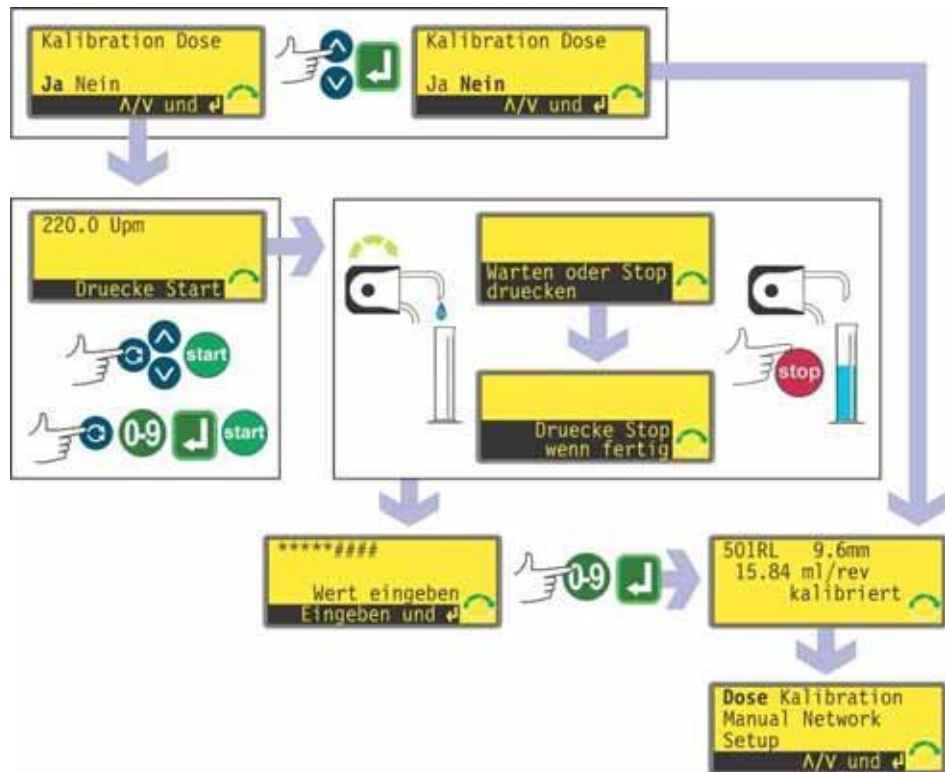 Kalibration Dose
Ja Nein
Λ/V und ↵
Kalibration Dose
Ja Nein
Λ/V und ↵
220.0 Upm
Druecke Start
start
0-9
start
Warten oder Stop
druecken
Druecke Stop
wenn fertig
stop
*****####
Wert eingeben
Eingeben und ↵
0-9
501RL 9.6mm
15.84 ml/rev
kalibriert
Dose Kalibration
Manual Network
Setup
Λ/V und ↵